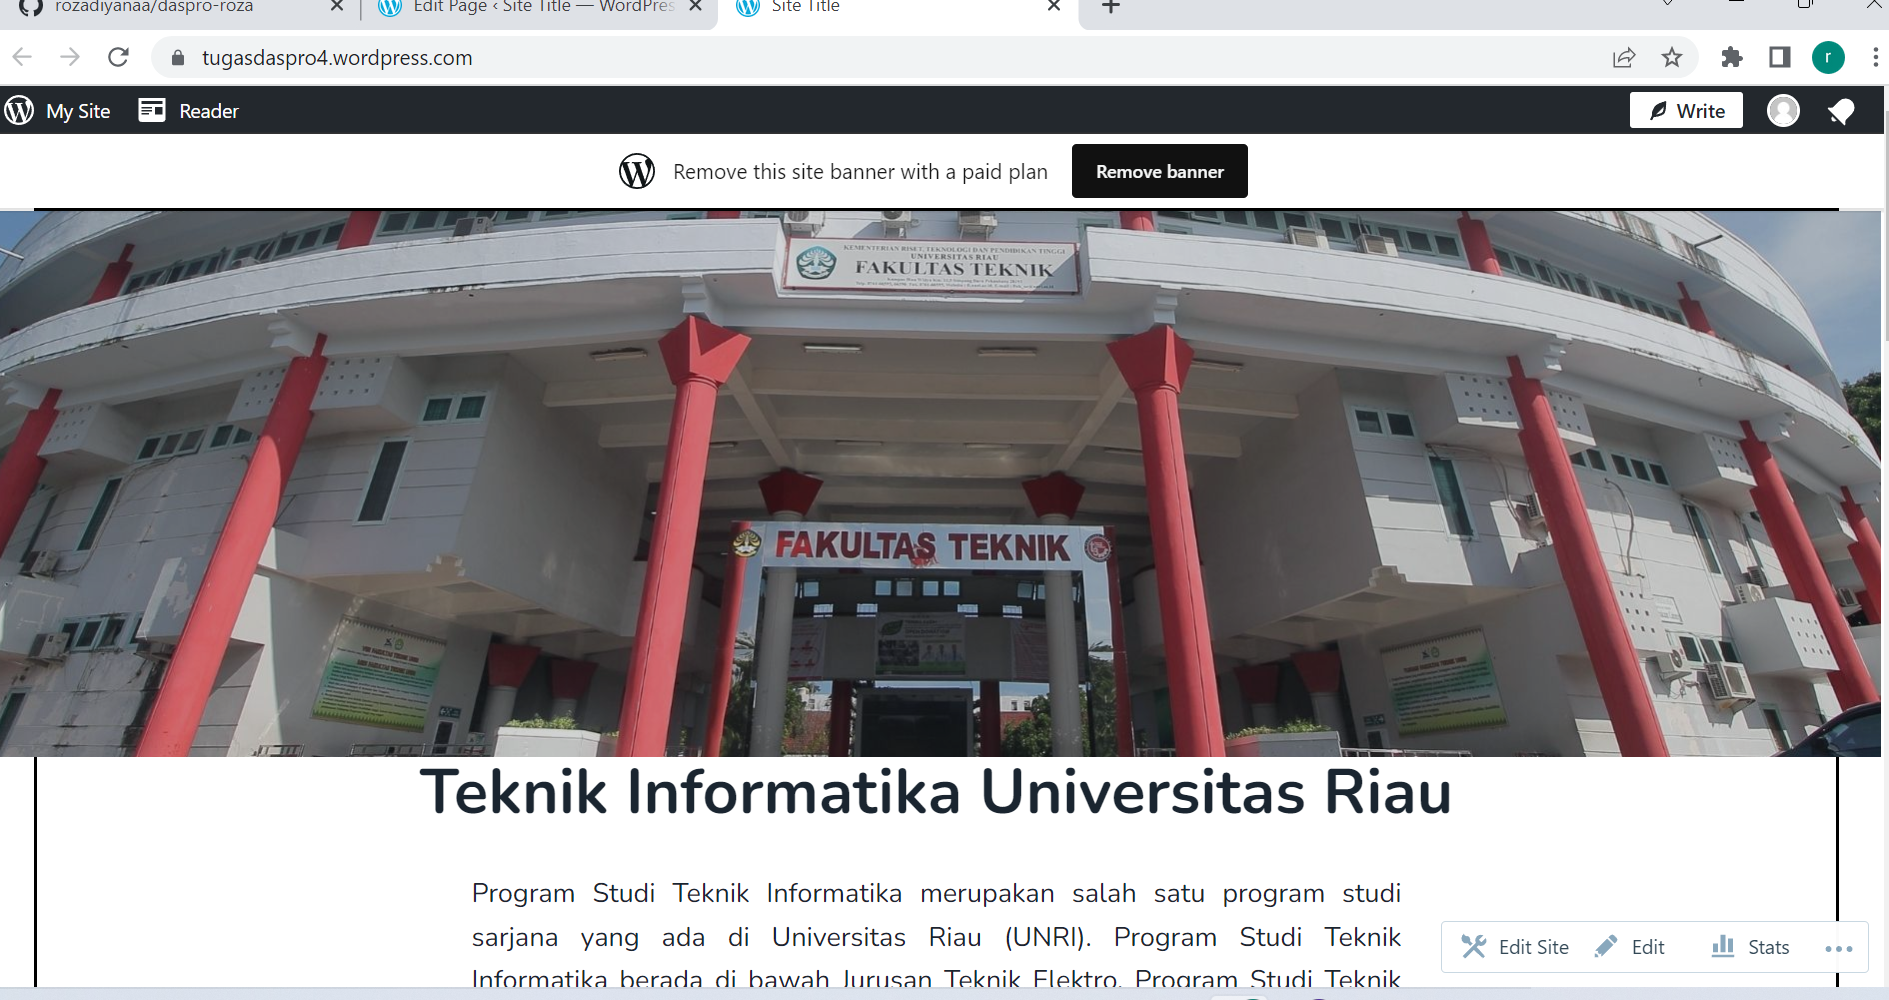 rozadiyanaa/daspro-roza
Edit Page ‹ Site Title — WordPres
Site Title
tugasdaspro4.wordpress.com
r
My Site
Reader
Write
Remove this site banner with a paid plan
Remove banner
KEMENTERIAN RISET, TEKNOLOGI DAN PENDIDIKAN TINGGI
UNIVERSITAS RIAU
FAKULTAS TEKNIK
FAKULTAS TEKNIK
Teknik Informatika Universitas Riau
Program Studi Teknik Informatika merupakan salah satu program studi
sarjana yang ada di Universitas Riau (UNRI). Program Studi Teknik
Informatika berada di bawah Jurusan Teknik Elektro. Program Studi Teknik
Edit Site
Edit
Stats